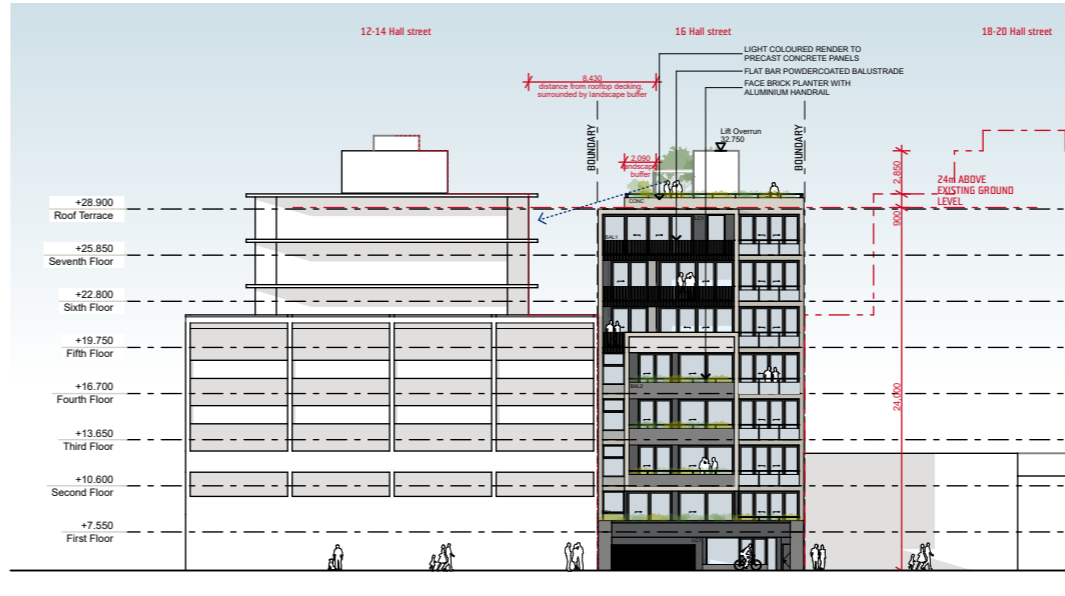 12-14 Hall street
16 Hall street
18-20 Hall street
LIGHT COLOURED RENDER TO
PRECAST CONCRETE PANELS
FLAT BAR POWDERCOATED BALUSTRADE
FACE BRICK PLANTER WITH
ALUMINIUM HANDRAIL
8.430
distance from rooftop decking,
surrounded by landscape buffer
BOUNDARY
BOUNDARY
Lift Overrun
32.750
2.090
landscape
buffer
2,850
24m ABOVE
EXISTING GROUND
LEVEL
900
24,000
CONC
BAL1
BAL2
+28.900
Roof Terrace
+25.850
Seventh Floor
+22.800
Sixth Floor
+19.750
Fifth Floor
+16.700
Fourth Floor
+13.650
Third Floor
+10.600
Second Floor
+7.550
First Floor